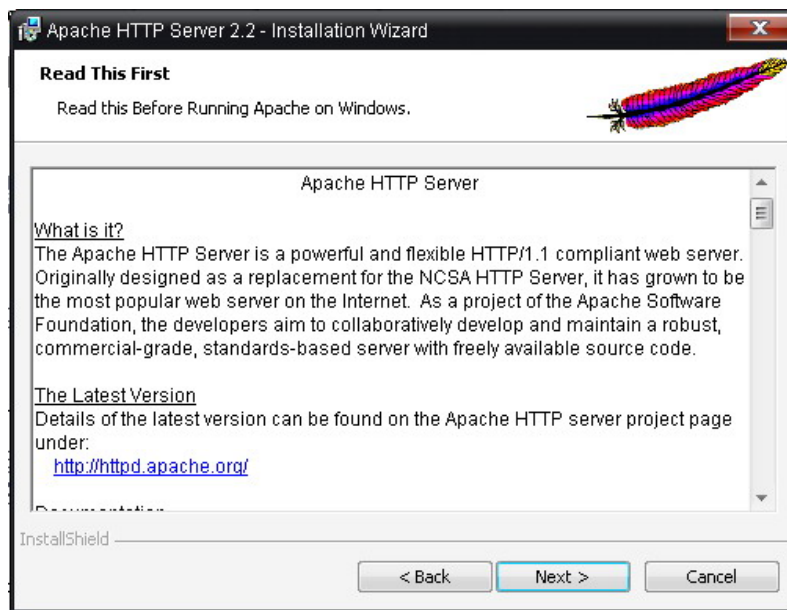 Apache HTTP Server 2.2 - Installation Wizard
Read This First
Read this Before Running Apache on Windows.
Apache HTTP Server
What is it?
The Apache HTTP Server is a powerful and flexible HTTP/1.1 compliant web server.
Originally designed as a replacement for the NCSA HTTP Server, it has grown to be
the most popular web server on the Internet.  As a project of the Apache Software
Foundation, the developers aim to collaboratively develop and maintain a robust,
commercial-grade, standards-based server with freely available source code.
The Latest Version
Details of the latest version can be found on the Apache HTTP server project page
under:
http://httpd.apache.org/
Documentation
InstallShield
< Back
Next >
Cancel